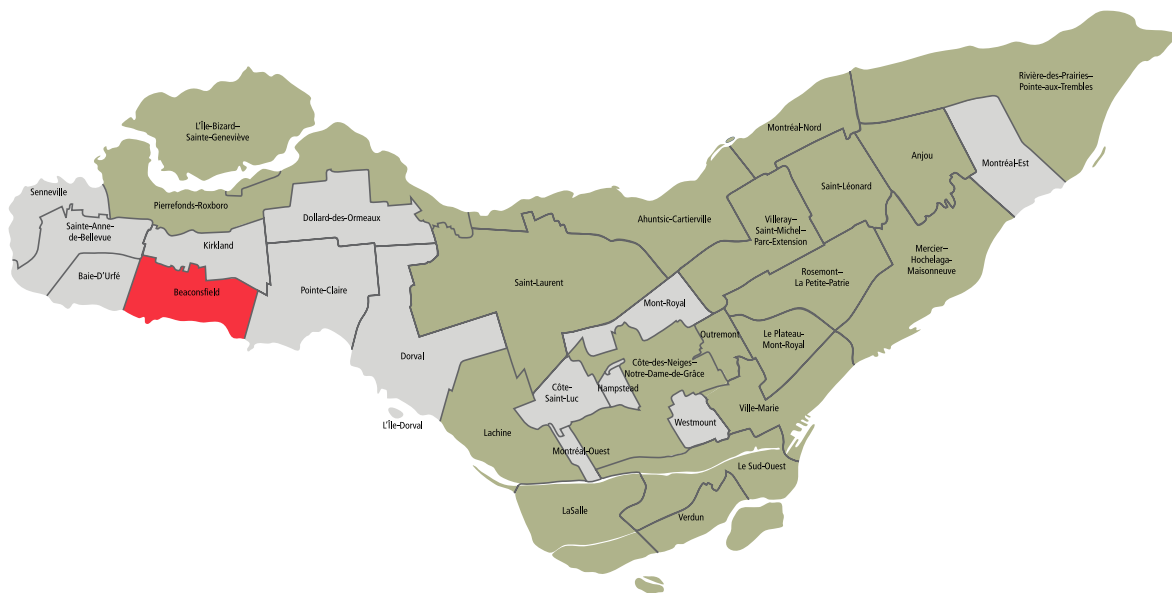 Rivière-des-Prairies–
Pointe-aux-Trembles
L'Île-Bizard–
Sainte-Geneviève
Montréal-Nord
Anjou
Montréal-Est
Saint-Léonard
Senneville
Pierrefonds-Roxboro
Dollard-des-Ormeaux
Ahuntsic-Cartierville
Villeray–
Saint-Michel–
Parc-Extension
Sainte-Anne-
de-Bellevue
Kirkland
Mercier–
Hochelaga-
Maisonneuve
Baie-D'Urfé
Beaconsfield
Pointe-Claire
Saint-Laurent
Rosemont–
La Petite-Patrie
Mont-Royal
Outremont
Le Plateau-
Mont-Royal
Dorval
Côte-des-Neiges–
Notre-Dame-de-Grâce
Côte-
Saint-Luc
Hampstead
Ville-Marie
L'Île-Dorval
Westmount
Lachine
Montréal-Ouest
Le Sud-Ouest
LaSalle
Verdun